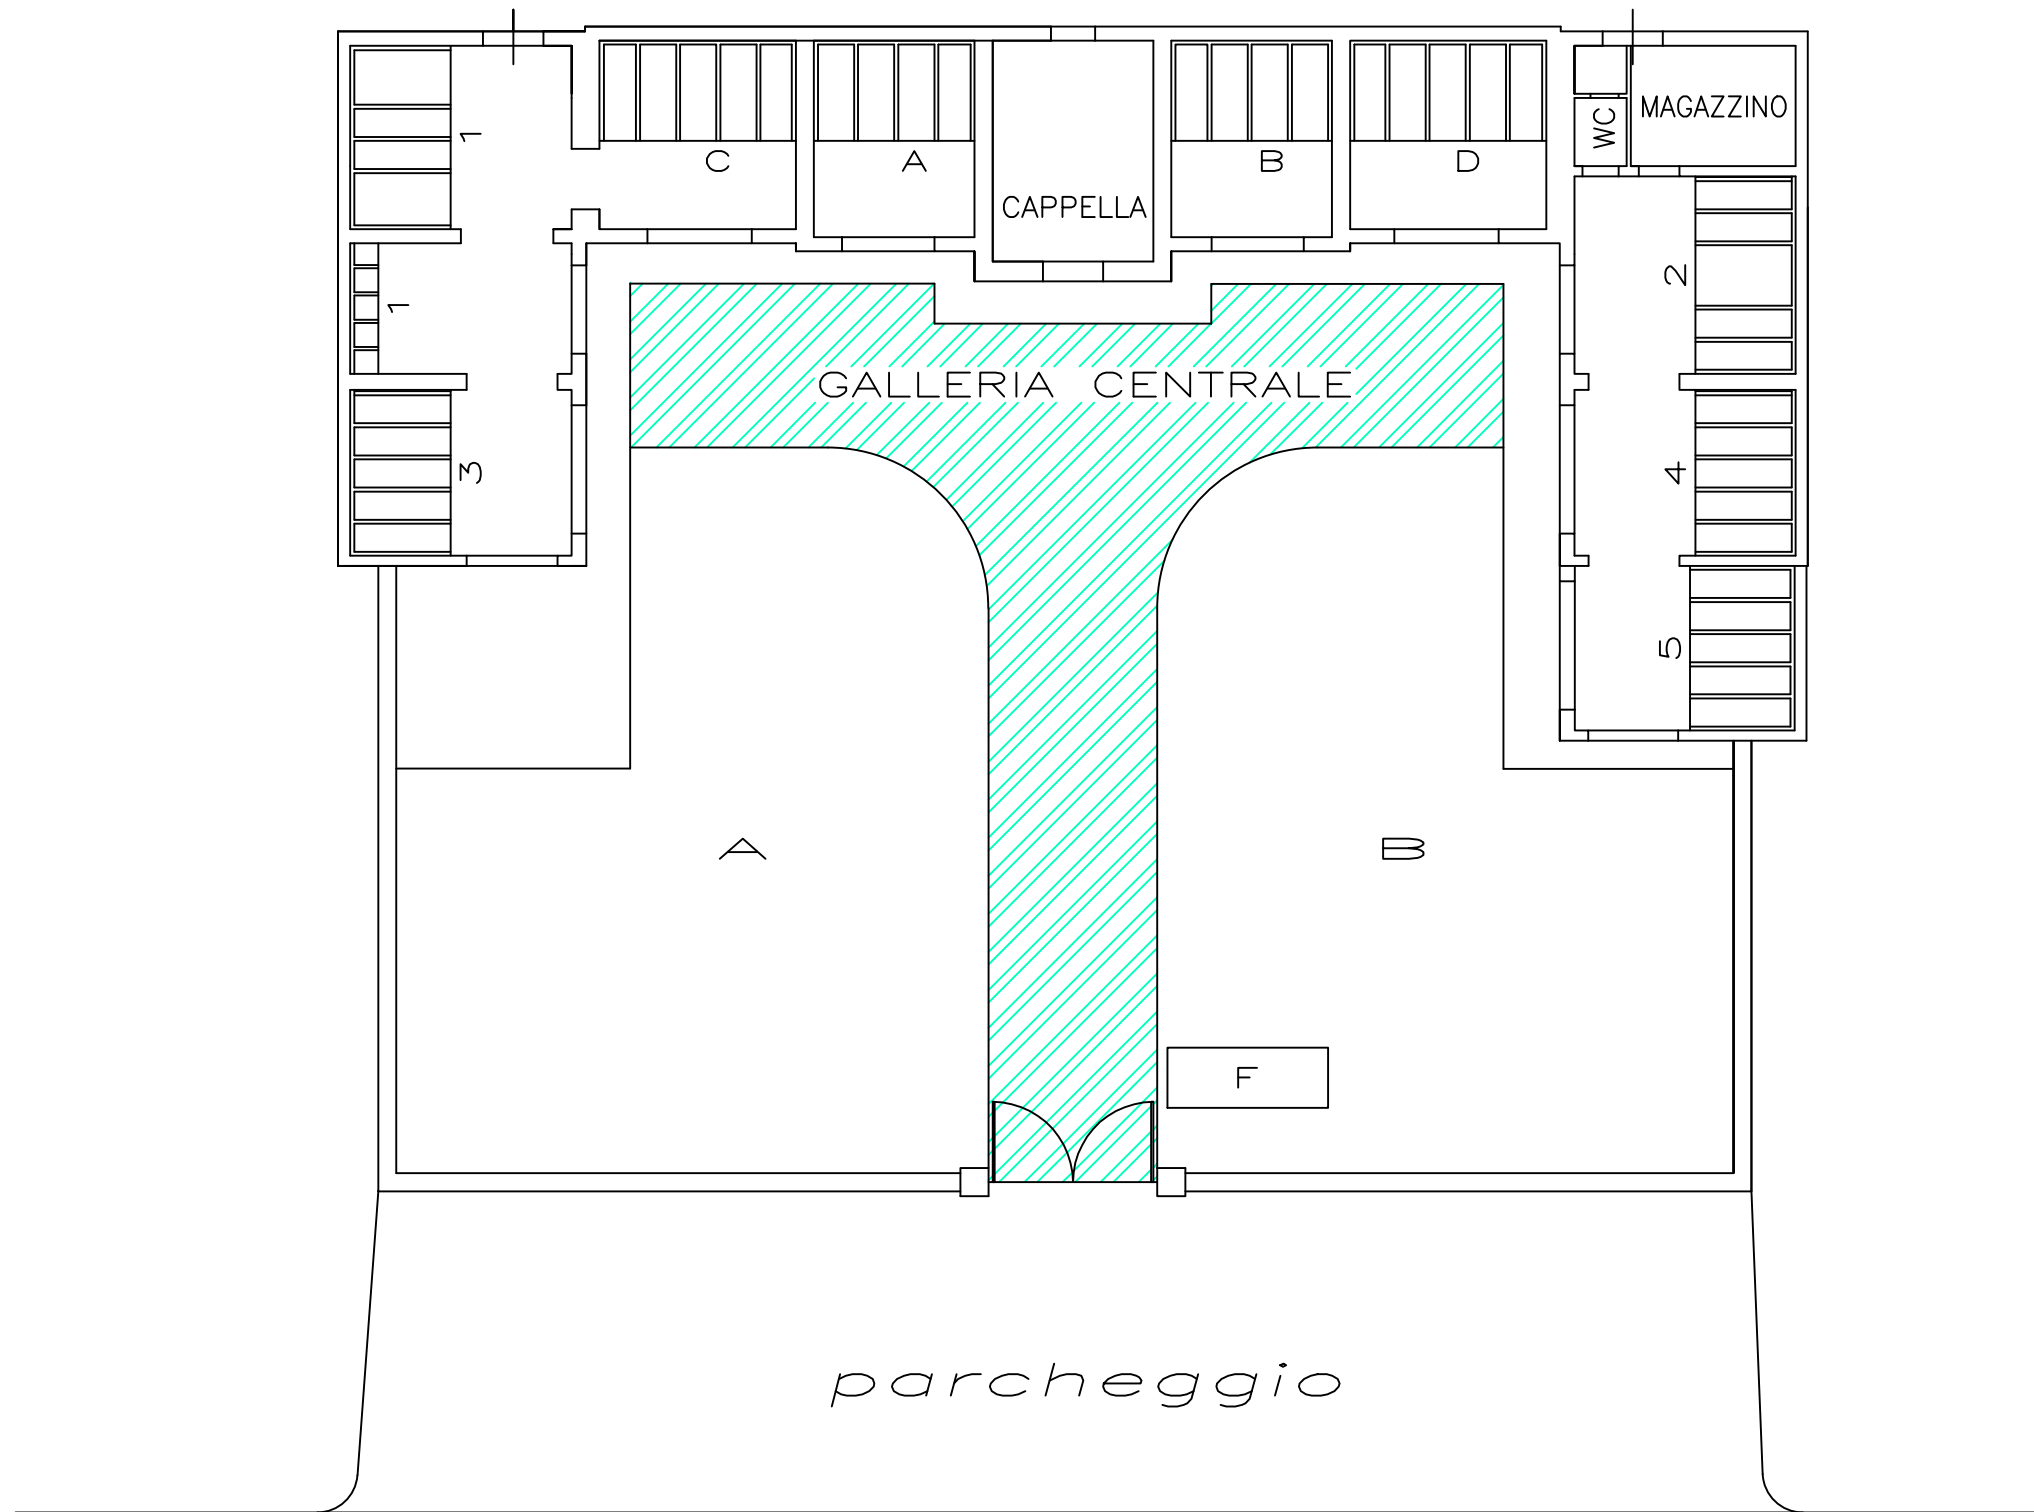 MAGAZZINO
WC
1
C
A
B
D
CAPPELLA
2
1
GALLERIA CENTRALE
3
4
5
A
B
F
parcheggio